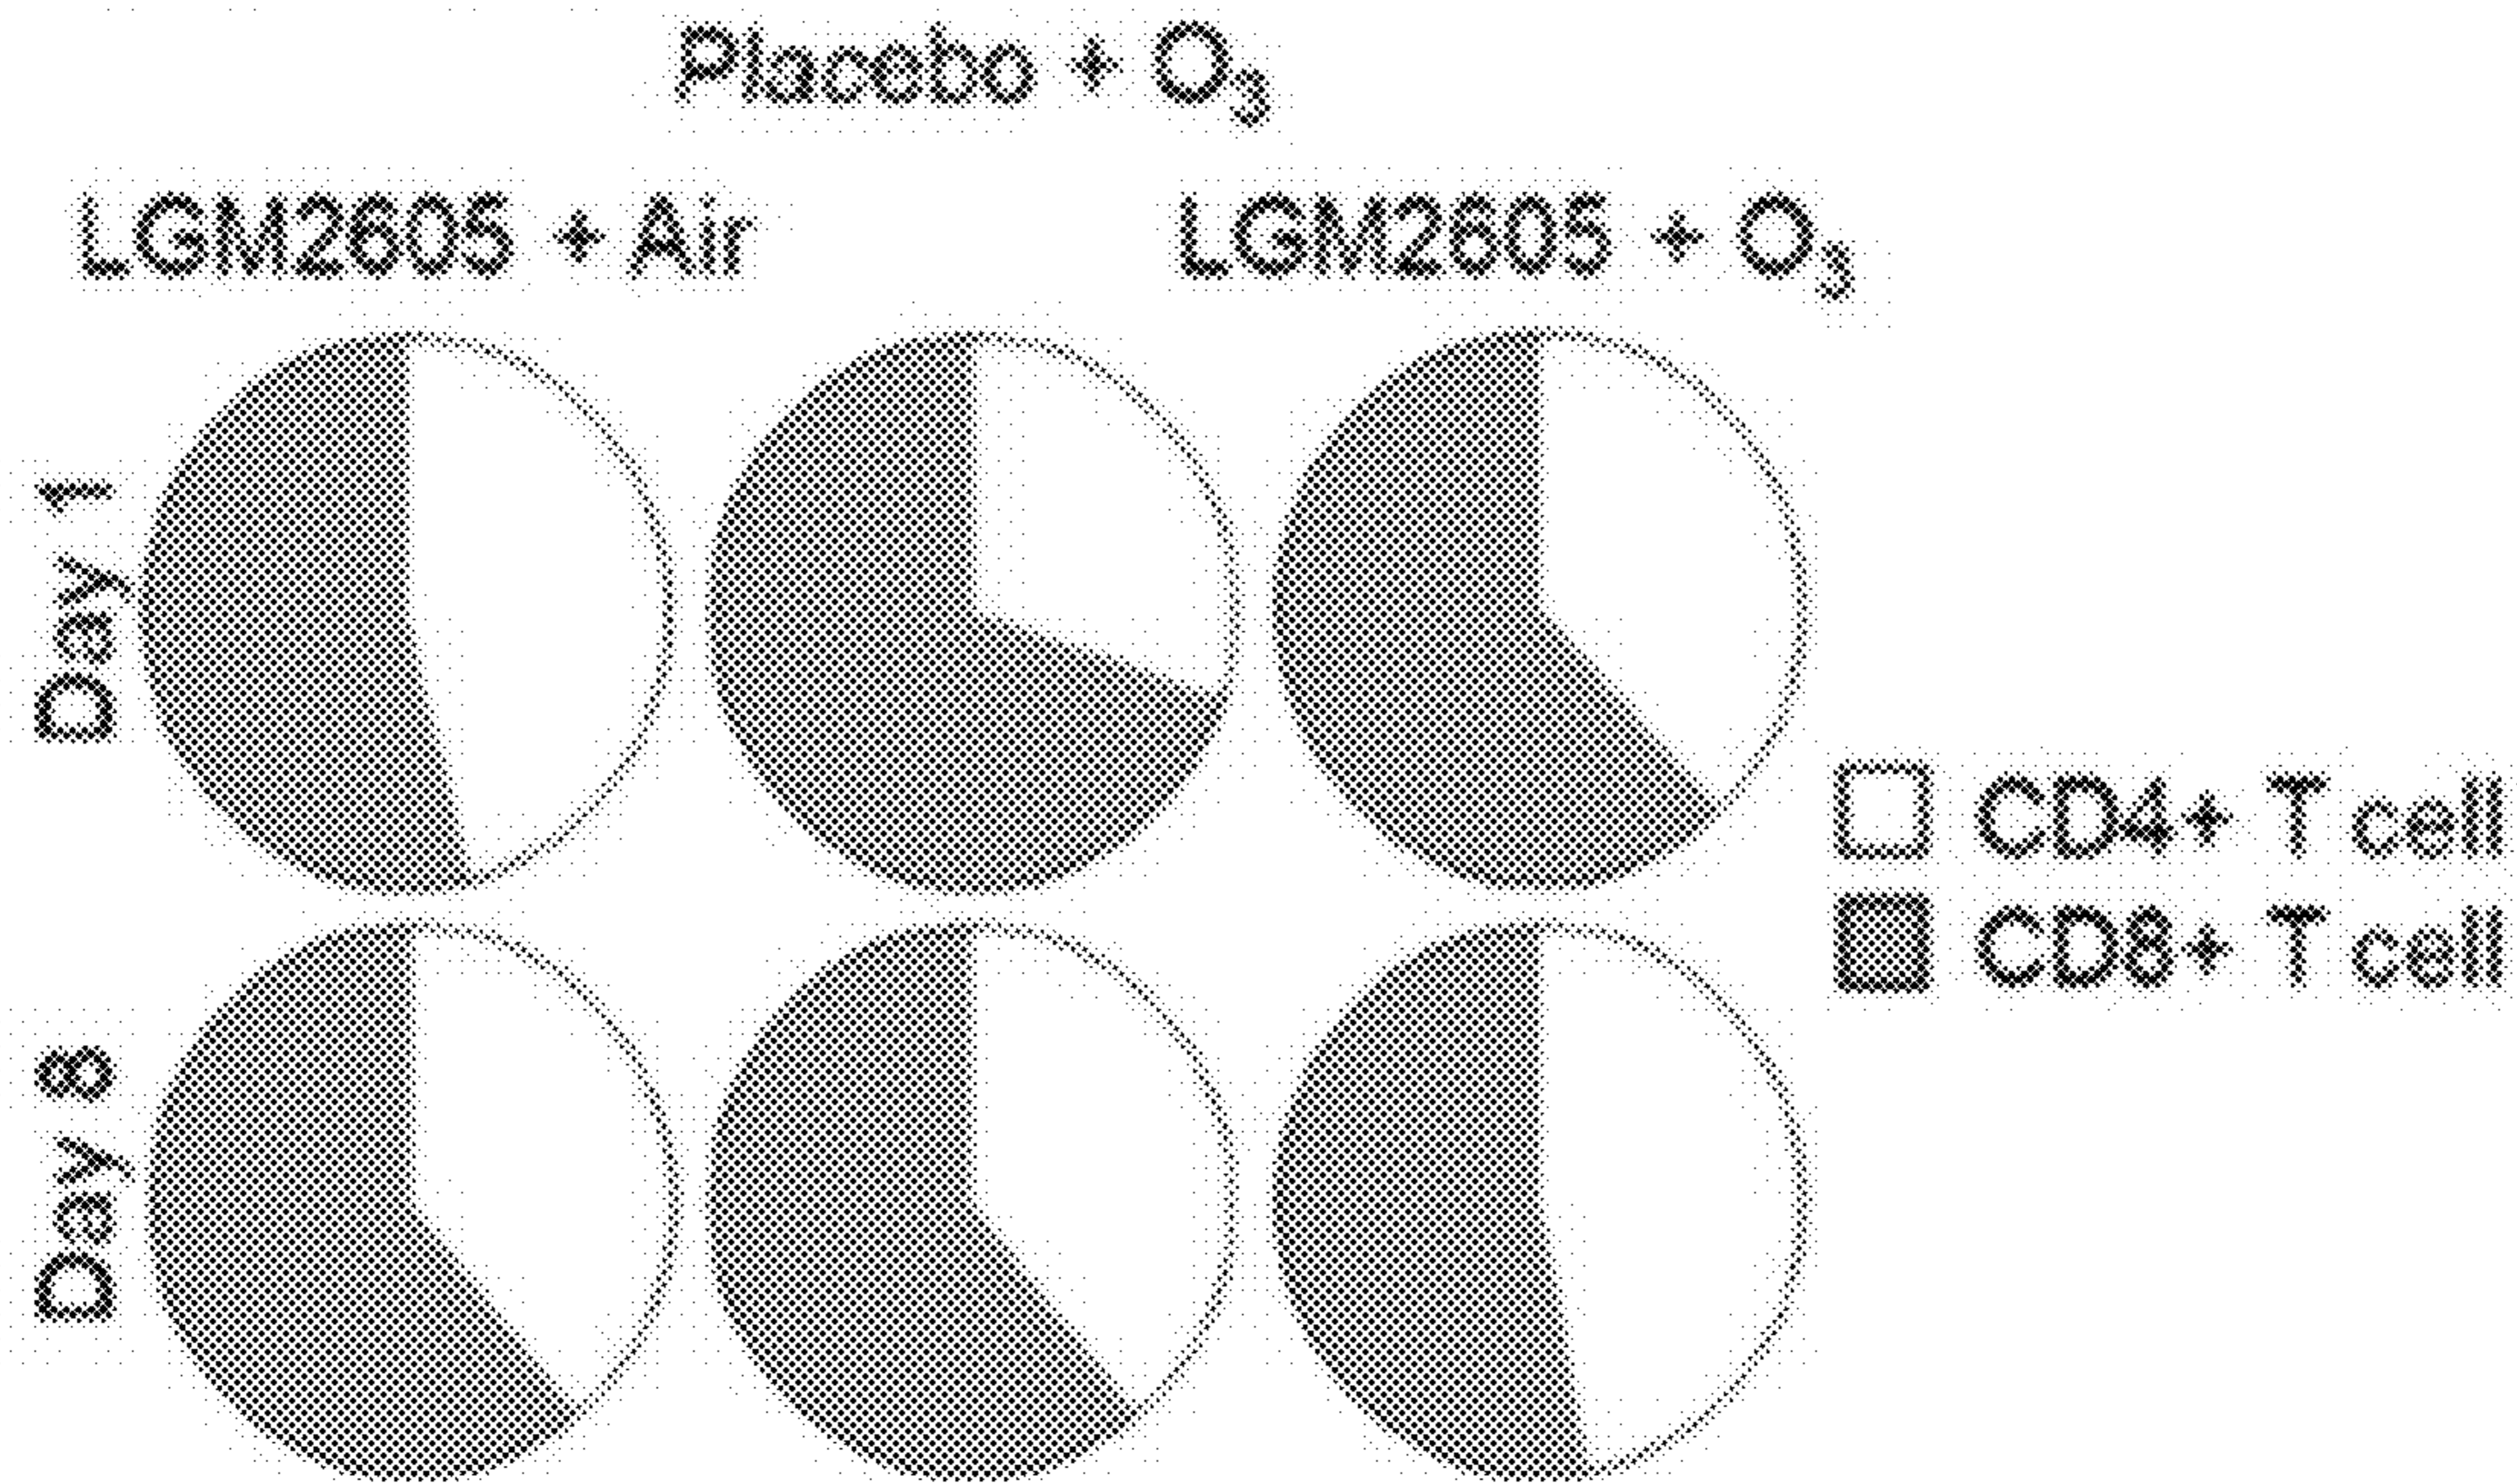 Placebo + O₃
LGM2605 + Air
LGM2605 + O₃
Day 1
CD4+ T cell
CD8+ T cell
Day 8